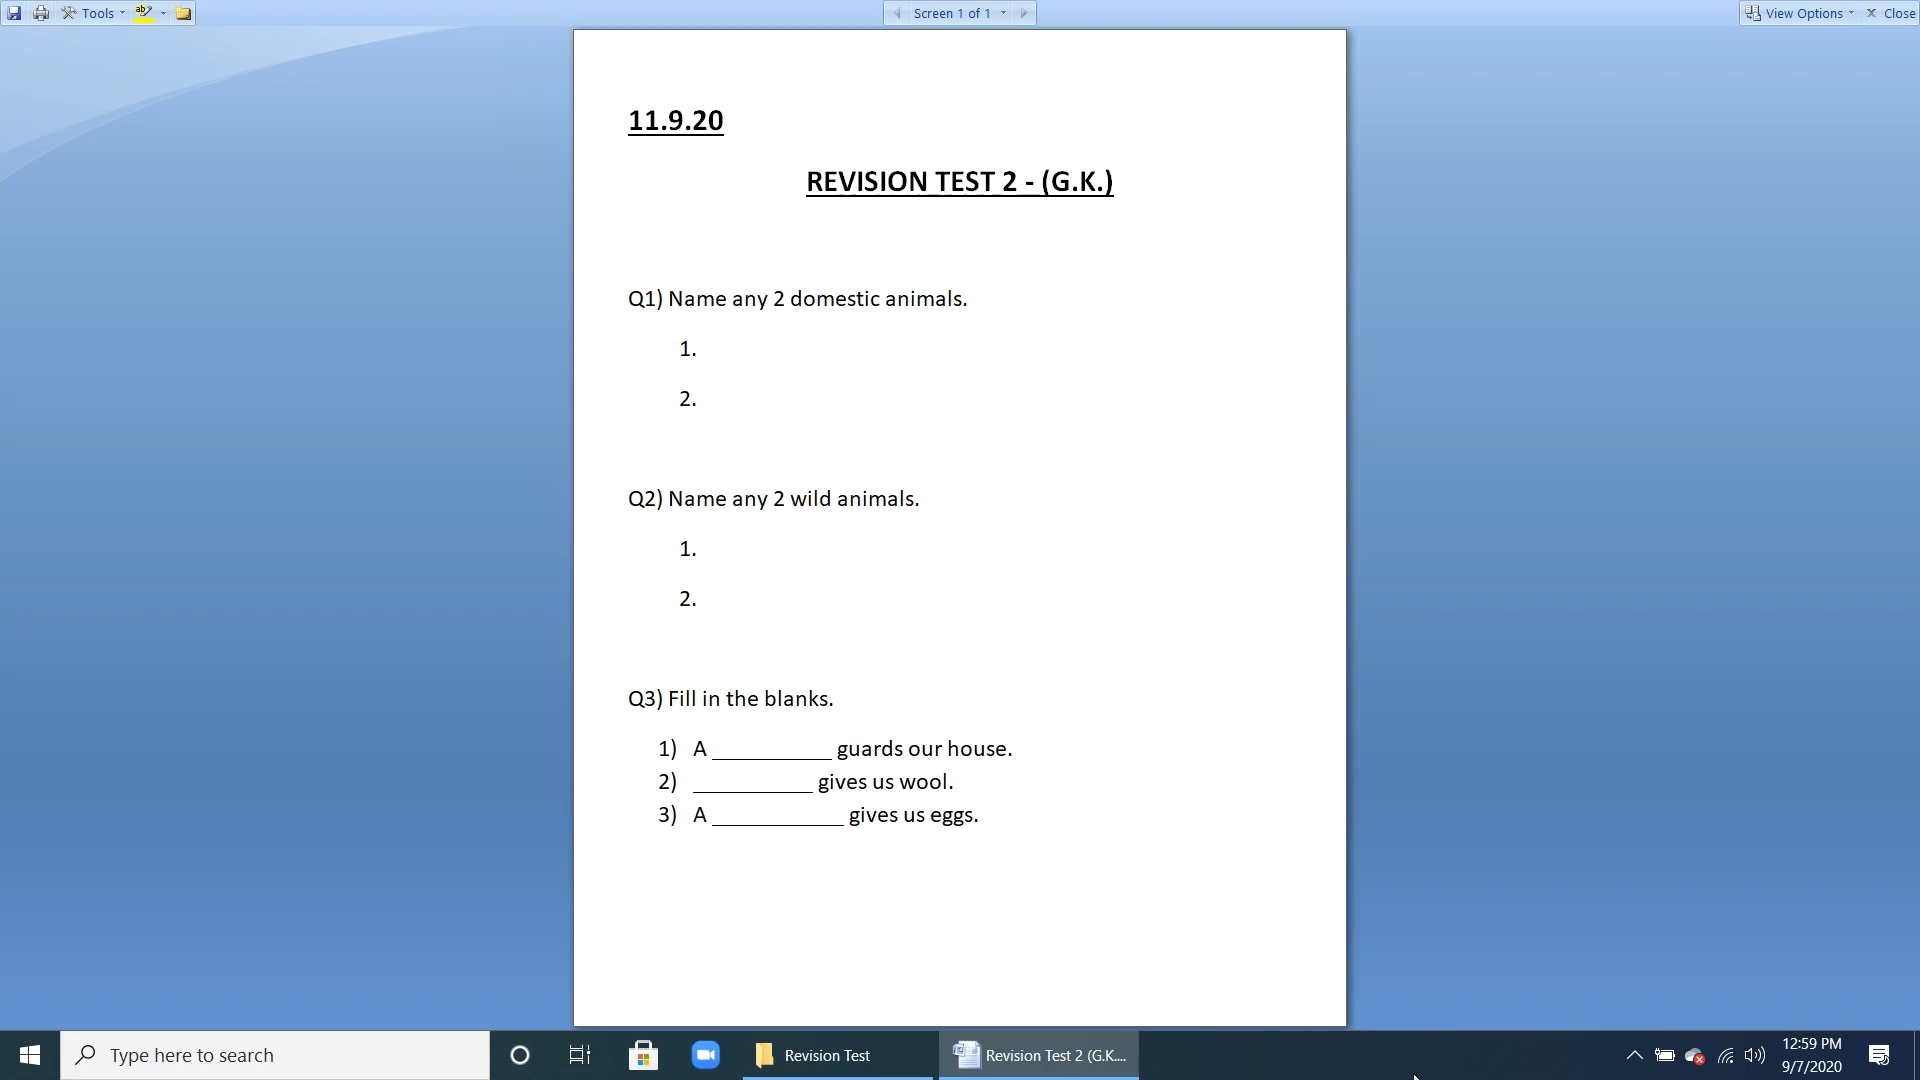 Tools
Screen 1 of 1
View Options
Close
11.9.20
REVISION TEST 2 - (G.K.)
Q1) Name any 2 domestic animals.
1.
2.
Q2) Name any 2 wild animals.
1.
2.
Q3) Fill in the blanks.
1) A ___________ guards our house.
2) ___________ gives us wool.
3) A ____________ gives us eggs.
Type here to search
Revision Test
Revision Test 2 (G.K....
12:59 PM
9/7/2020